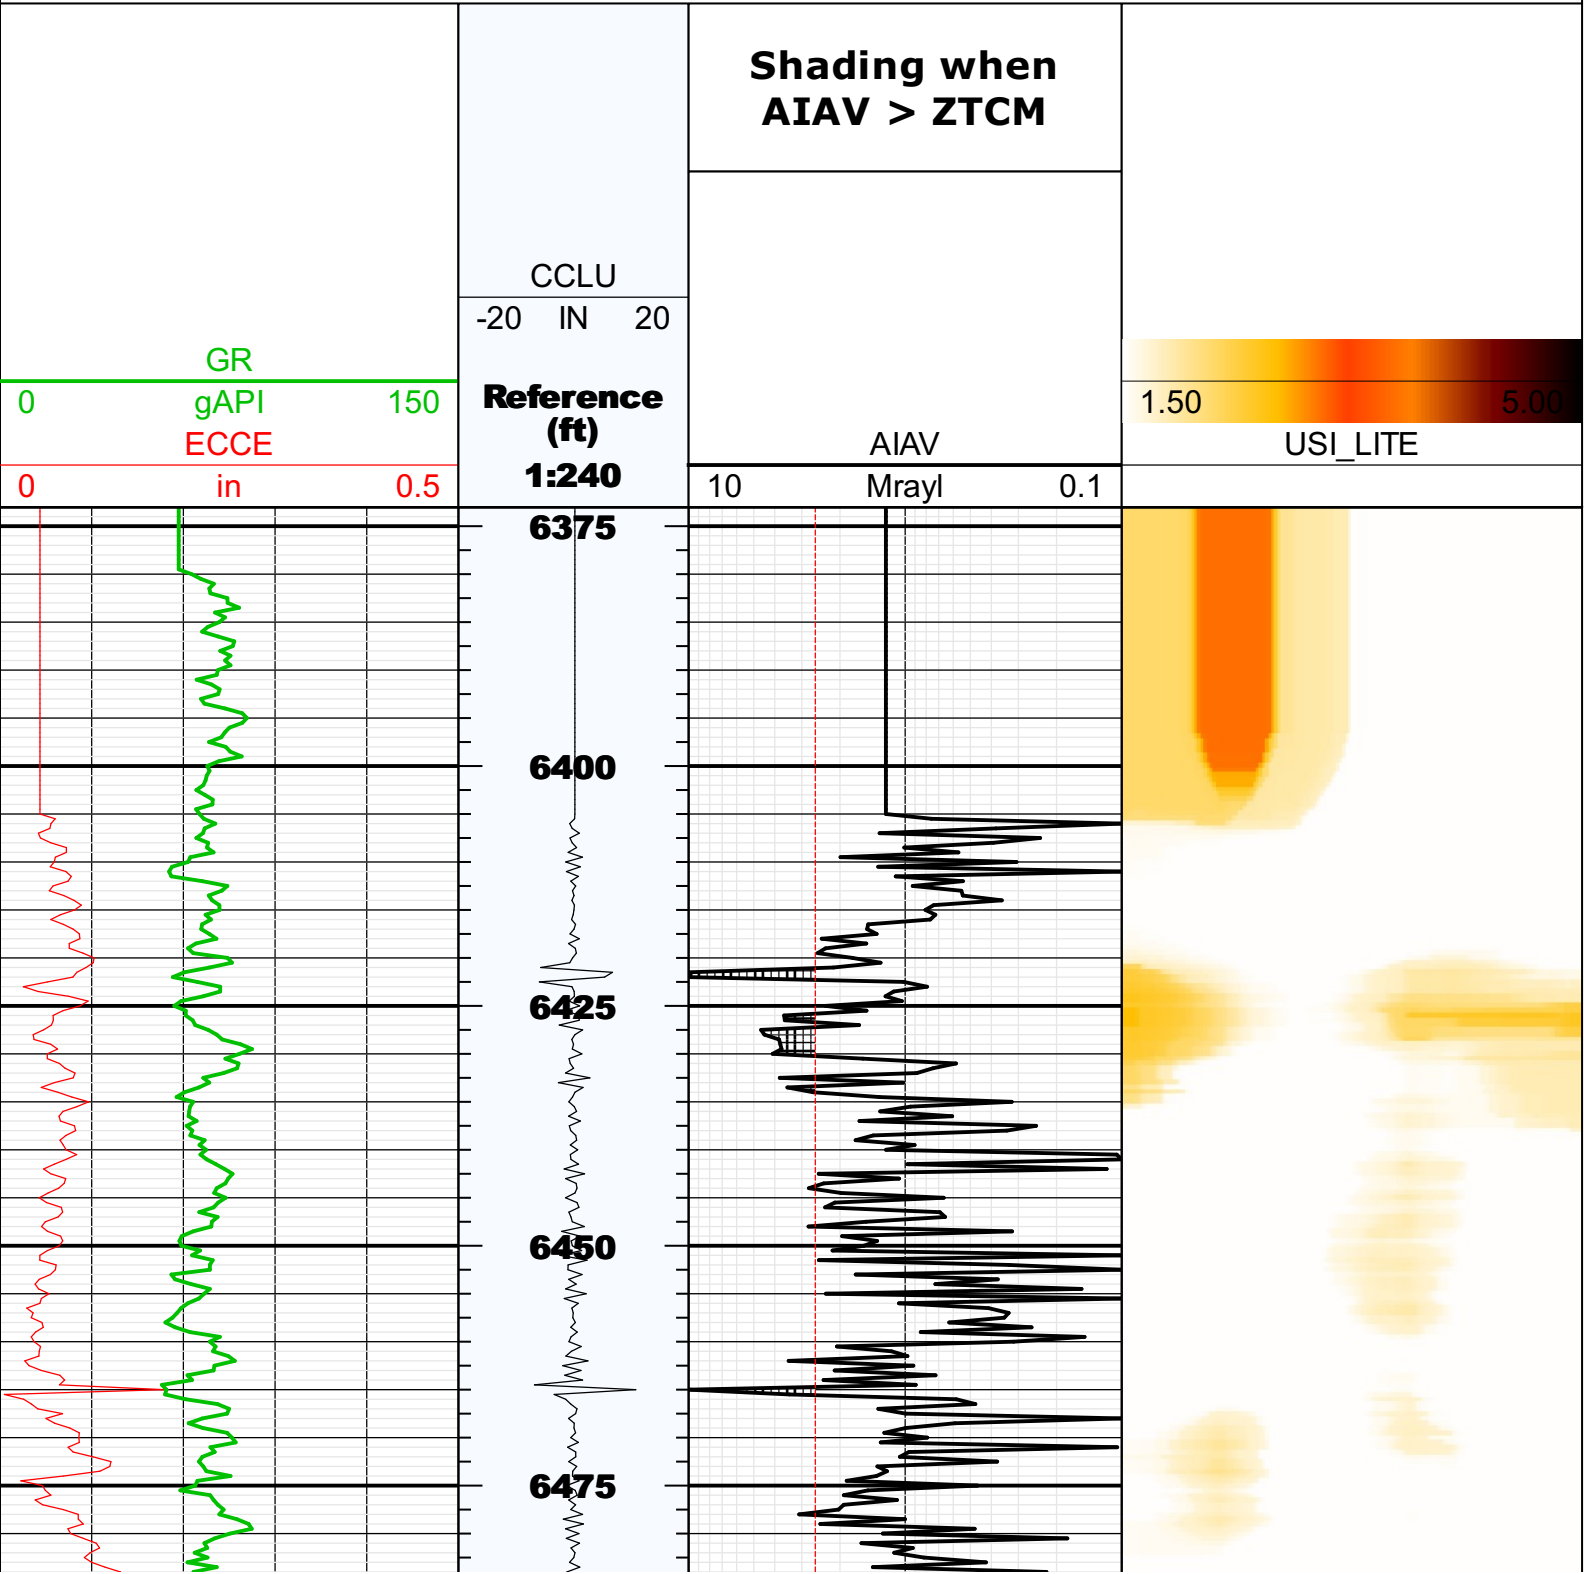 Shading when
AIAV > ZTCM
CCLU
-20 IN 20
GR
0 gAPI 150
ECCE
0 in 0.5
Reference
(ft)
1:240
AIAV
10 Mrayl 0.1
1.50 5.00
USI_LITE
6375
6400
6425
6450
6475